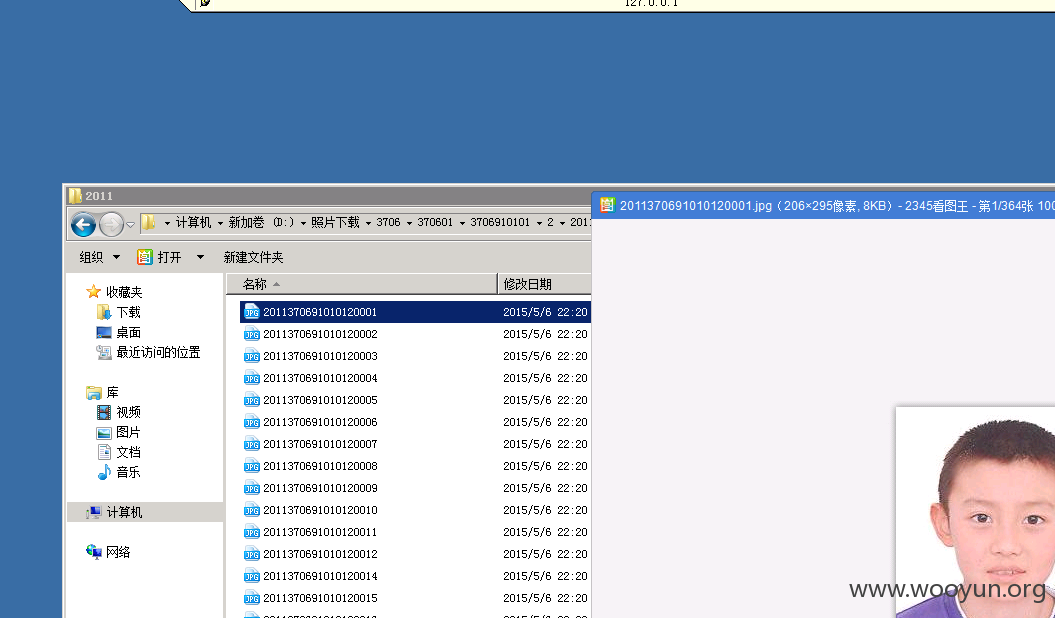 127.0.0.1
2011
计算机 新加卷 (D:) 照片下载 3706 370601 3706910101 2 2011
组织 打开 新建文件夹
2011370691010120001.jpg（206×295像素, 8KB）- 2345看图王 - 第1/364张 100
名称 修改日期
收藏夹
下载
桌面
最近访问的位置
库
视频
图片
文档
音乐
计算机
网络
2011370691010120001 2015/5/6 22:20
2011370691010120002 2015/5/6 22:20
2011370691010120003 2015/5/6 22:20
2011370691010120004 2015/5/6 22:20
2011370691010120005 2015/5/6 22:20
2011370691010120006 2015/5/6 22:20
2011370691010120007 2015/5/6 22:20
2011370691010120008 2015/5/6 22:20
2011370691010120009 2015/5/6 22:20
2011370691010120010 2015/5/6 22:20
2011370691010120011 2015/5/6 22:20
2011370691010120012 2015/5/6 22:20
2011370691010120014 2015/5/6 22:20
2011370691010120015 2015/5/6 22:20
www.wooyun.org